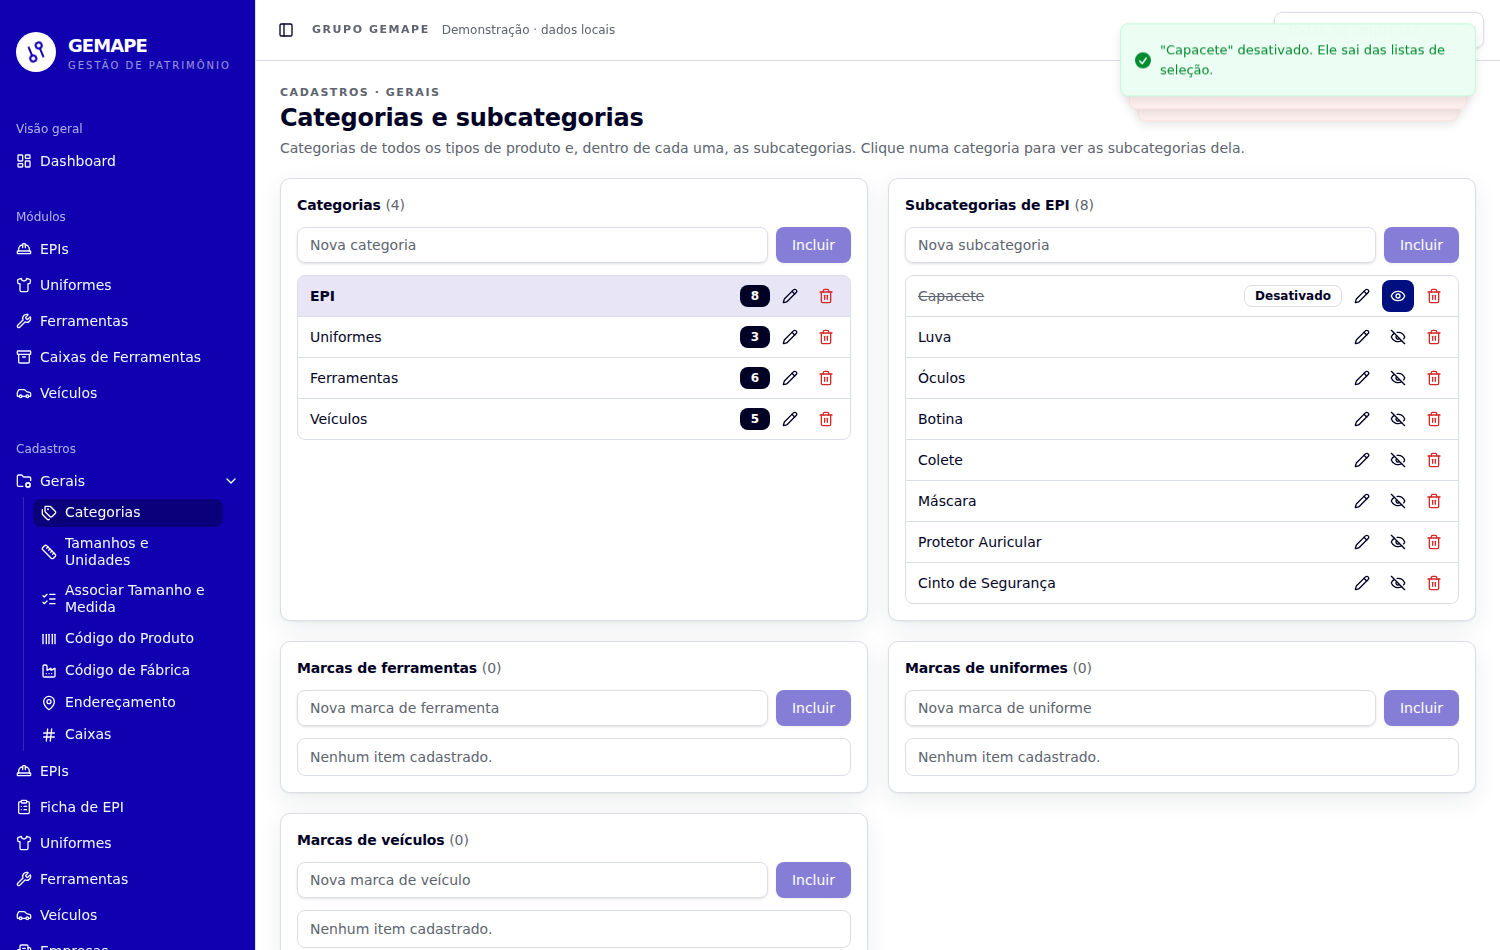 GEMAPE
GESTÃO DE PATRIMÔNIO
Visão geral
Dashboard
Módulos
EPIs
Uniformes
Ferramentas
Caixas de Ferramentas
Veículos
Cadastros
Gerais
Categorias
Tamanhos e
Unidades
Associar Tamanho e
Medida
Código do Produto
Código de Fábrica
Endereçamento
Caixas
EPIs
Ficha de EPI
Uniformes
Ferramentas
Veículos
Empresas
GRUPO GEMAPE Demonstração · dados locais
"Capacete" desativado. Ele sai das listas de
seleção.
CADASTROS · GERAIS
Categorias e subcategorias
Categorias de todos os tipos de produto e, dentro de cada uma, as subcategorias. Clique numa categoria para ver as subcategorias dela.
Categorias (4)
Nova categoria Incluir
EPI 8
Uniformes 3
Ferramentas 6
Veículos 5
Subcategorias de EPI (8)
Nova subcategoria Incluir
Capacete Desativado
Luva
Óculos
Botina
Colete
Máscara
Protetor Auricular
Cinto de Segurança
Marcas de ferramentas (0)
Nova marca de ferramenta Incluir
Nenhum item cadastrado.
Marcas de uniformes (0)
Nova marca de uniforme Incluir
Nenhum item cadastrado.
Marcas de veículos (0)
Nova marca de veículo Incluir
Nenhum item cadastrado.